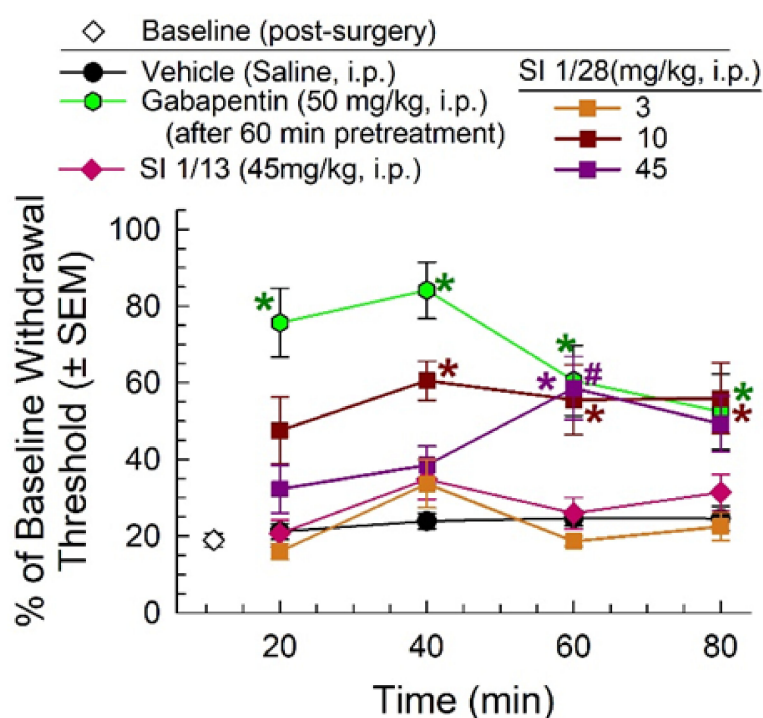 Baseline (post-surgery)
Vehicle (Saline, i.p.)
Gabapentin (50 mg/kg, i.p.)
(after 60 min pretreatment)
SI 1/13 (45mg/kg, i.p.)
SI 1/28(mg/kg, i.p.)
3
10
45
% of Baseline Withdrawal
Threshold (± SEM)
100
80
60
40
20
0
*
*
*
*
*
#
*
*
*
20
40
60
80
Time (min)